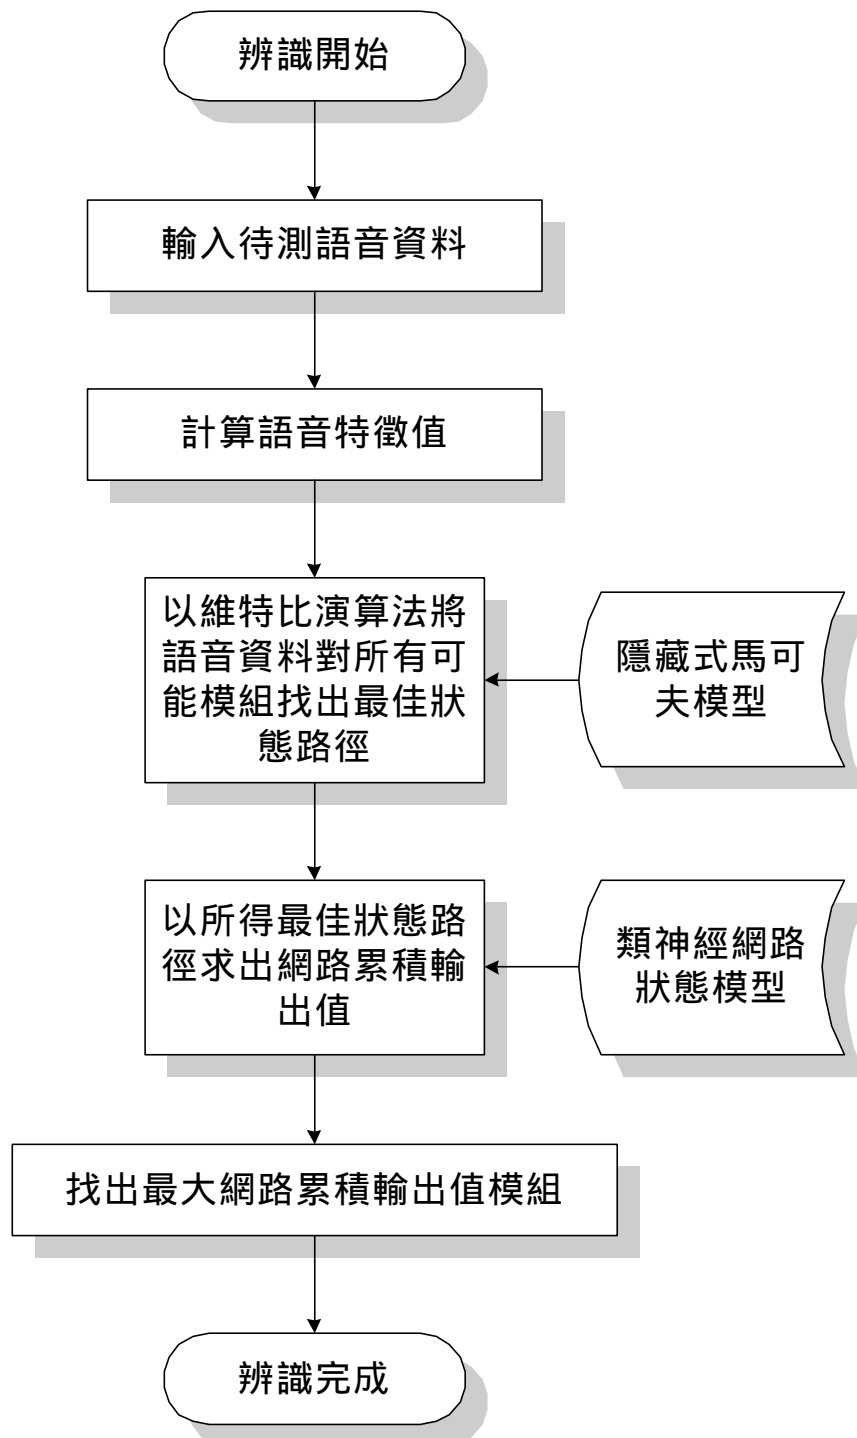 辨識開始
輸入待測語音資料
計算語音特徵值
以維特比演算法將
語音資料對所有可
能模組找出最佳狀
態路徑
隱藏式馬可
夫模型
以所得最佳狀態路
徑求出網路累積輸
出值
類神經網路
狀態模型
找出最大網路累積輸出值模組
辨識完成